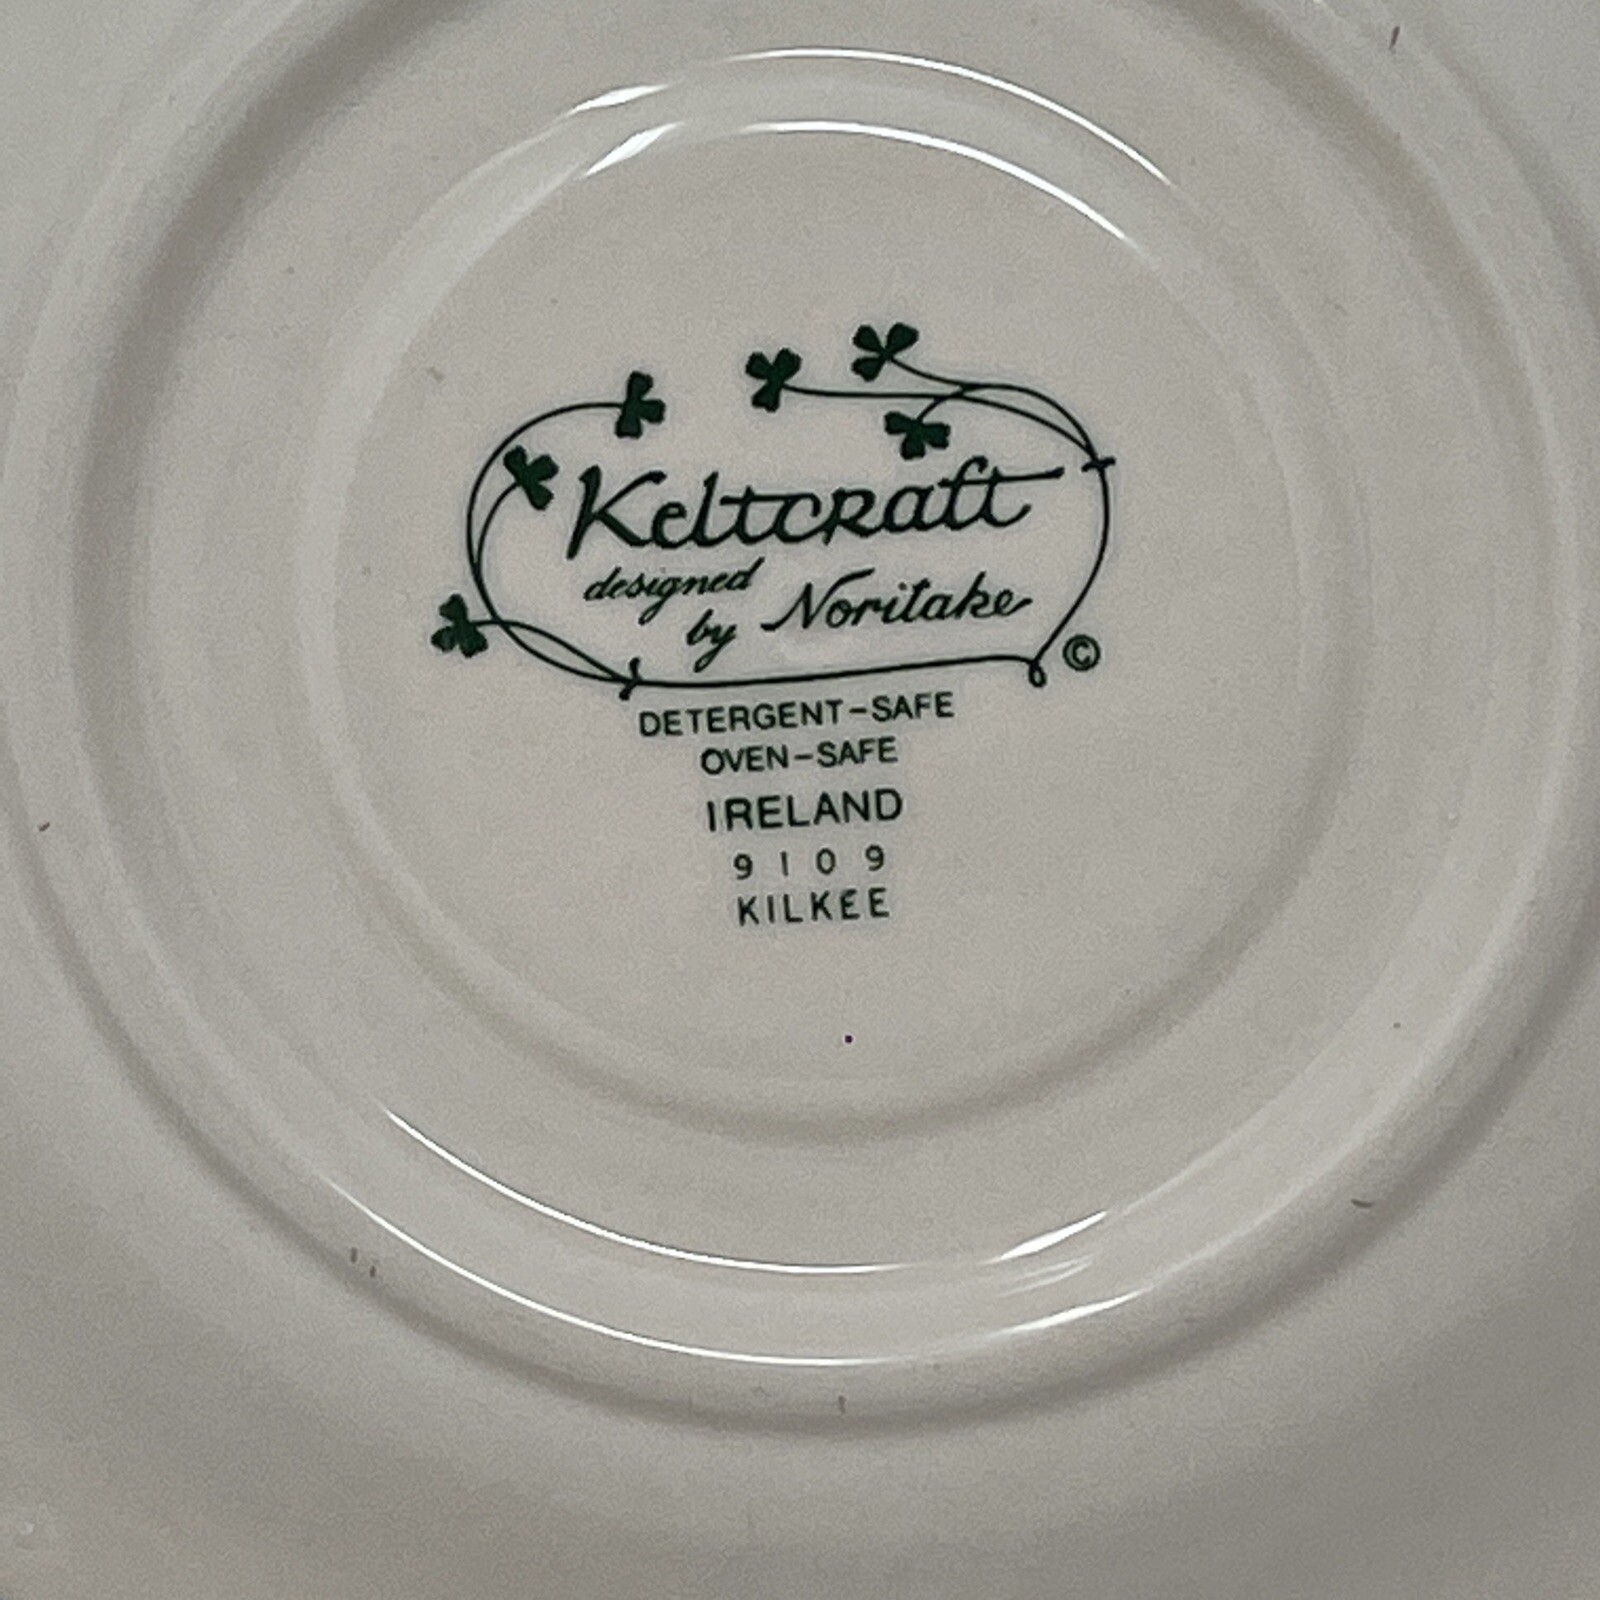 Keltcraft
designed
by Noritake
©
DETERGENT-SAFE
OVEN-SAFE
IRELAND
9109
KILKEE